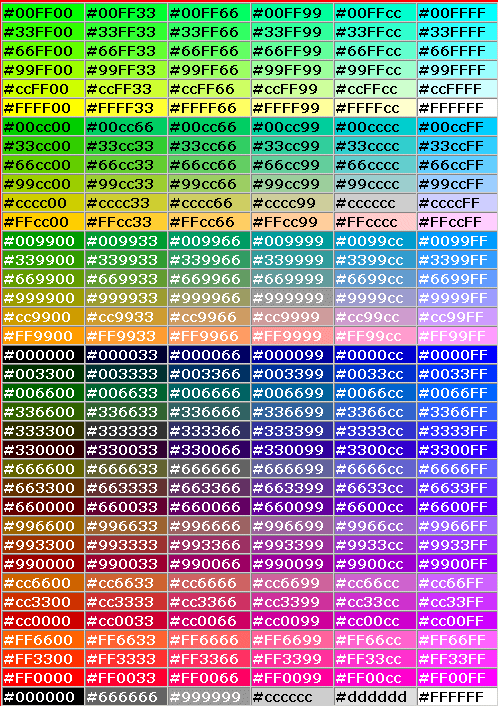 #00FF00 #00FF33 #00FF66 #00FF99 #00FFcc #00FFFF
#33FF00 #33FF33 #33FF66 #33FF99 #33FFcc #33FFFF
#66FF00 #66FF33 #66FF66 #66FF99 #66FFcc #66FFFF
#99FF00 #99FF33 #99FF66 #99FF99 #99FFcc #99FFFF
#ccFF00 #ccFF33 #ccFF66 #ccFF99 #ccFFcc #ccFFFF
#FFFF00 #FFFF33 #FFFF66 #FFFF99 #FFFFcc #FFFFFF
#00cc00 #00cc66 #00cc66 #00cc99 #00cccc #00ccFF
#33cc00 #33cc33 #33cc66 #33cc99 #33cccc #33ccFF
#66cc00 #66cc33 #66cc66 #66cc99 #66cccc #66ccFF
#99cc00 #99cc33 #99cc66 #99cc99 #99cccc #99ccFF
#cccc00 #cccc33 #cccc66 #cccc99 #cccccc #ccccFF
#FFcc00 #FFcc33 #FFcc66 #FFcc99 #FFcccc #FFccFF
#009900 #009933 #009966 #009999 #0099cc #0099FF
#339900 #339933 #339966 #339999 #3399cc #3399FF
#669900 #669933 #669966 #669999 #6699cc #6699FF
#999900 #999933 #999966 #999999 #9999cc #9999FF
#cc9900 #cc9933 #cc9966 #cc9999 #cc99cc #cc99FF
#FF9900 #FF9933 #FF9966 #FF9999 #FF99cc #FF99FF
#000000 #000033 #000066 #000099 #0000cc #0000FF
#003300 #003333 #003366 #003399 #0033cc #0033FF
#006600 #006633 #006666 #006699 #0066cc #0066FF
#336600 #336633 #336666 #336699 #3366cc #3366FF
#333300 #333333 #333366 #333399 #3333cc #3333FF
#330000 #330033 #330066 #330099 #3300cc #3300FF
#666600 #666633 #666666 #666699 #6666cc #6666FF
#663300 #663333 #663366 #663399 #6633cc #6633FF
#660000 #660033 #660066 #660099 #6600cc #6600FF
#996600 #996633 #996666 #996699 #9966cc #9966FF
#993300 #993333 #993366 #993399 #9933cc #9933FF
#990000 #990033 #990066 #990099 #9900cc #9900FF
#cc6600 #cc6633 #cc6666 #cc6699 #cc66cc #cc66FF
#cc3300 #cc3333 #cc3366 #cc3399 #cc33cc #cc33FF
#cc0000 #cc0033 #cc0066 #cc0099 #cc00cc #cc00FF
#FF6600 #FF6633 #FF6666 #FF6699 #FF66cc #FF66FF
#FF3300 #FF3333 #FF3366 #FF3399 #FF33cc #FF33FF
#FF0000 #FF0033 #FF0066 #FF0099 #FF00cc #FF00FF
#000000 #666666 #999999 #cccccc #dddddd #FFFFFF